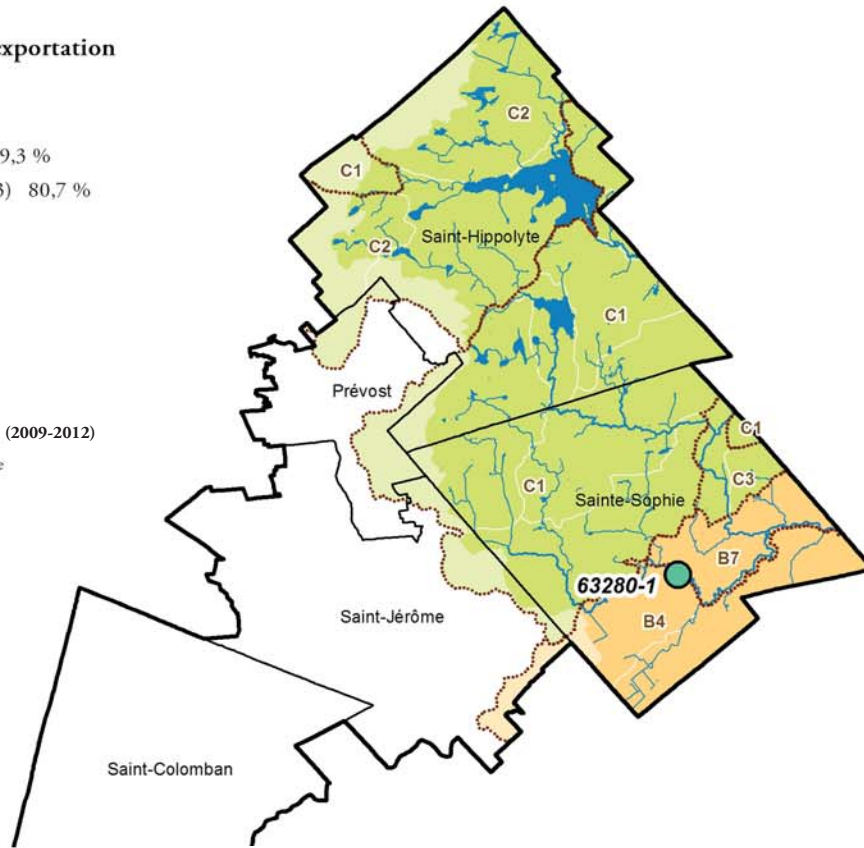 exportation
9,3 %
3) 80,7 %
(2009-2012)
e
C2
C1
C2
Saint-Hippolyte
C1
Prévost
C1
C3
C1
Sainte-Sophie
B7
63280-1
B4
Saint-Jérôme
Saint-Colomban